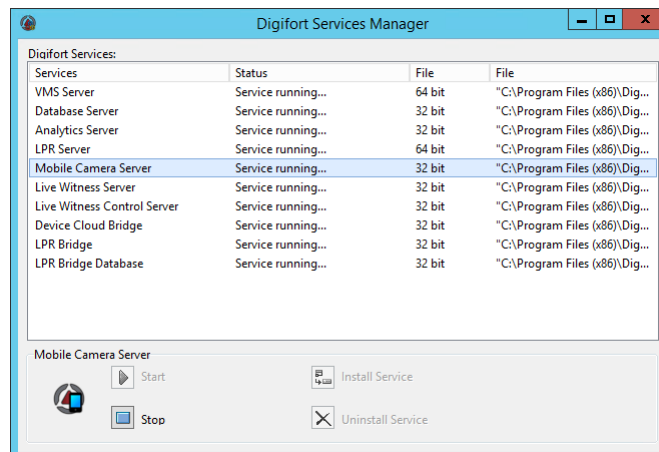 Digifort Services Manager
Digifort Services:
Services Status File File
VMS Server Service running... 64 bit "C:\Program Files (x86)\Dig...
Database Server Service running... 32 bit "C:\Program Files (x86)\Dig...
Analytics Server Service running... 32 bit "C:\Program Files (x86)\Dig...
LPR Server Service running... 64 bit "C:\Program Files (x86)\Dig...
Mobile Camera Server Service running... 32 bit "C:\Program Files (x86)\Dig...
Live Witness Server Service running... 32 bit "C:\Program Files (x86)\Dig...
Live Witness Control Server Service running... 32 bit "C:\Program Files (x86)\Dig...
Device Cloud Bridge Service running... 32 bit "C:\Program Files (x86)\Dig...
LPR Bridge Service running... 32 bit "C:\Program Files (x86)\Dig...
LPR Bridge Database Service running... 32 bit "C:\Program Files (x86)\Dig...
Mobile Camera Server
Start Install Service
Stop Uninstall Service